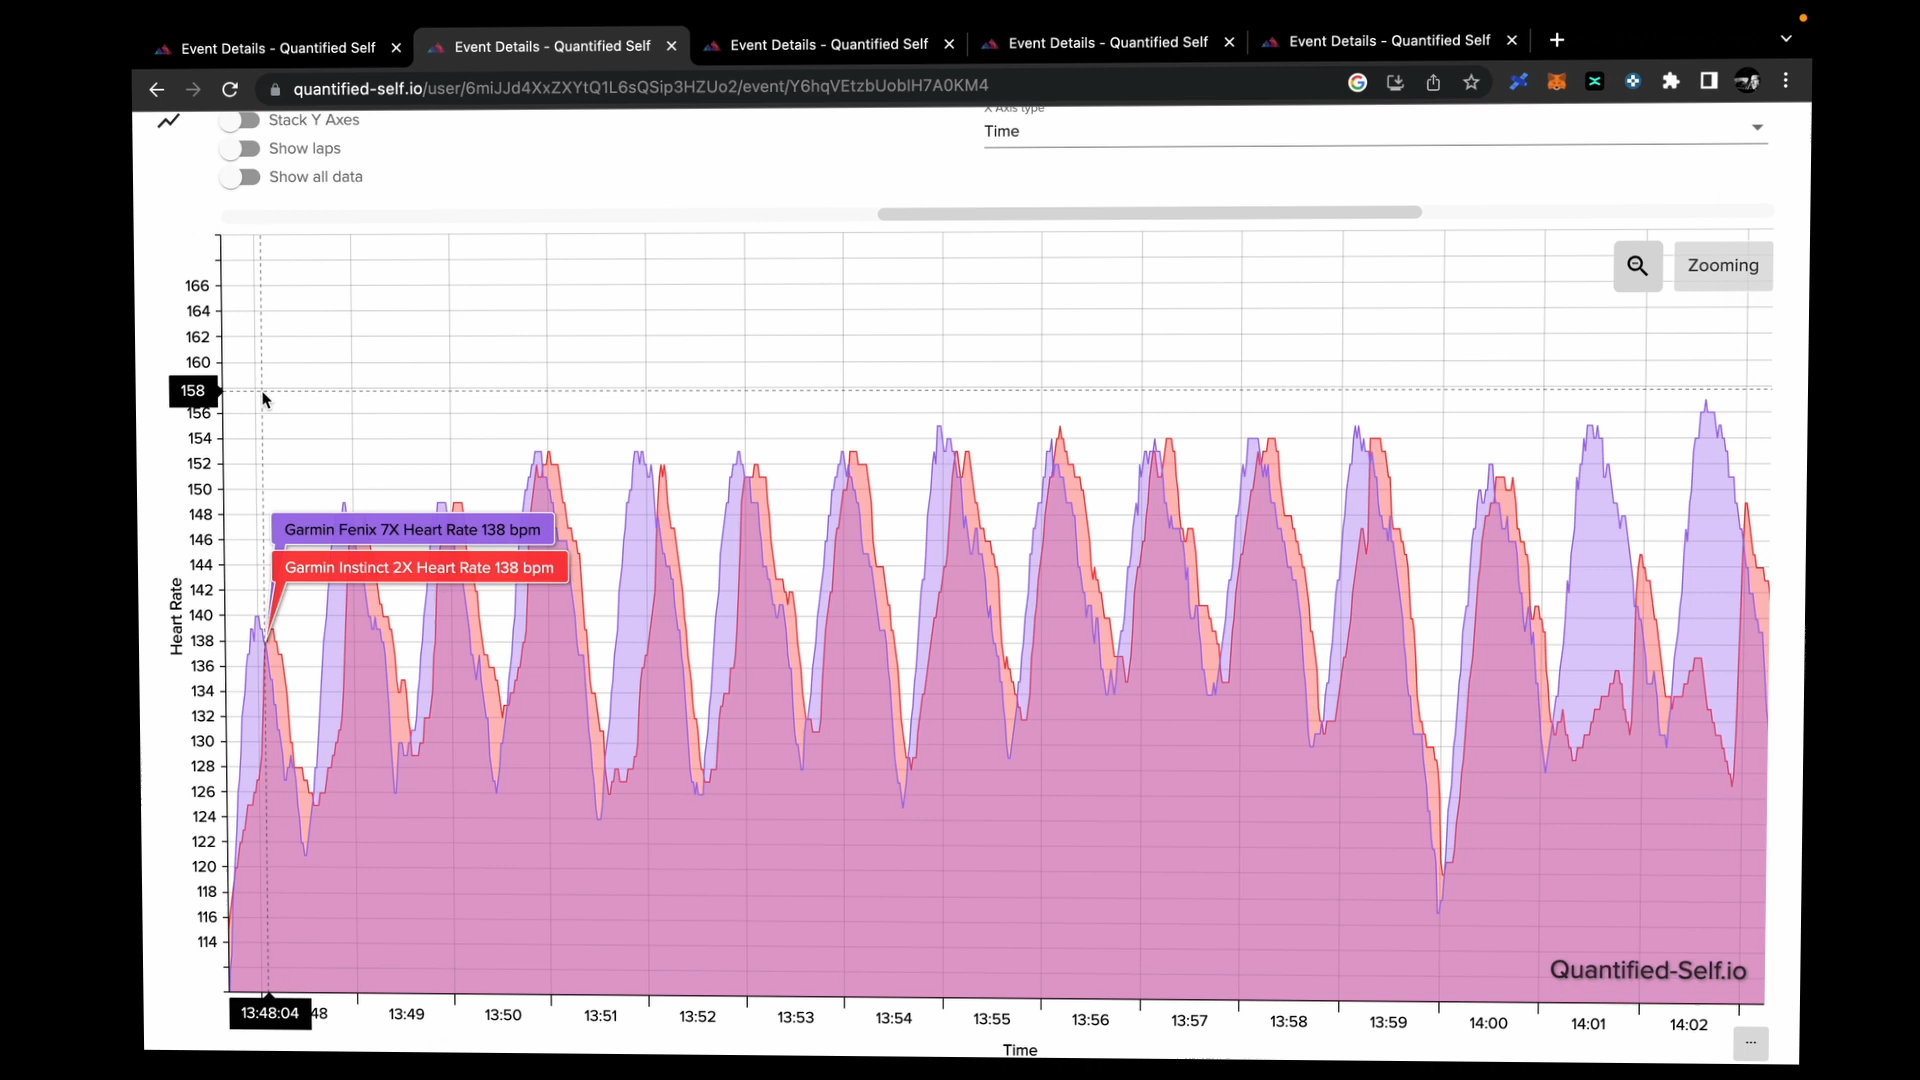 Event Details - Quantified Self
Event Details - Quantified Self
Event Details - Quantified Self
Event Details - Quantified Self
Event Details - Quantified Self
quantified-self.io/user/6miJJd4XxZXYtQ1L6sQSip3HZUo2/event/Y6hqVEtzbUoblH7A0KM4
Stack Y Axes
Show laps
Show all data
X Axis type
Time
Zooming
166
164
162
160
158
156
154
152
150
148
146
144
142
140
138
136
134
132
130
128
126
124
122
120
118
116
114
Heart Rate
Garmin Fenix 7X Heart Rate 138 bpm
Garmin Instinct 2X Heart Rate 138 bpm
Quantified-Self.io
13:48:04
48
13:49
13:50
13:51
13:52
13:53
13:54
13:55
13:56
13:57
13:58
13:59
14:00
14:01
14:02
Time
...